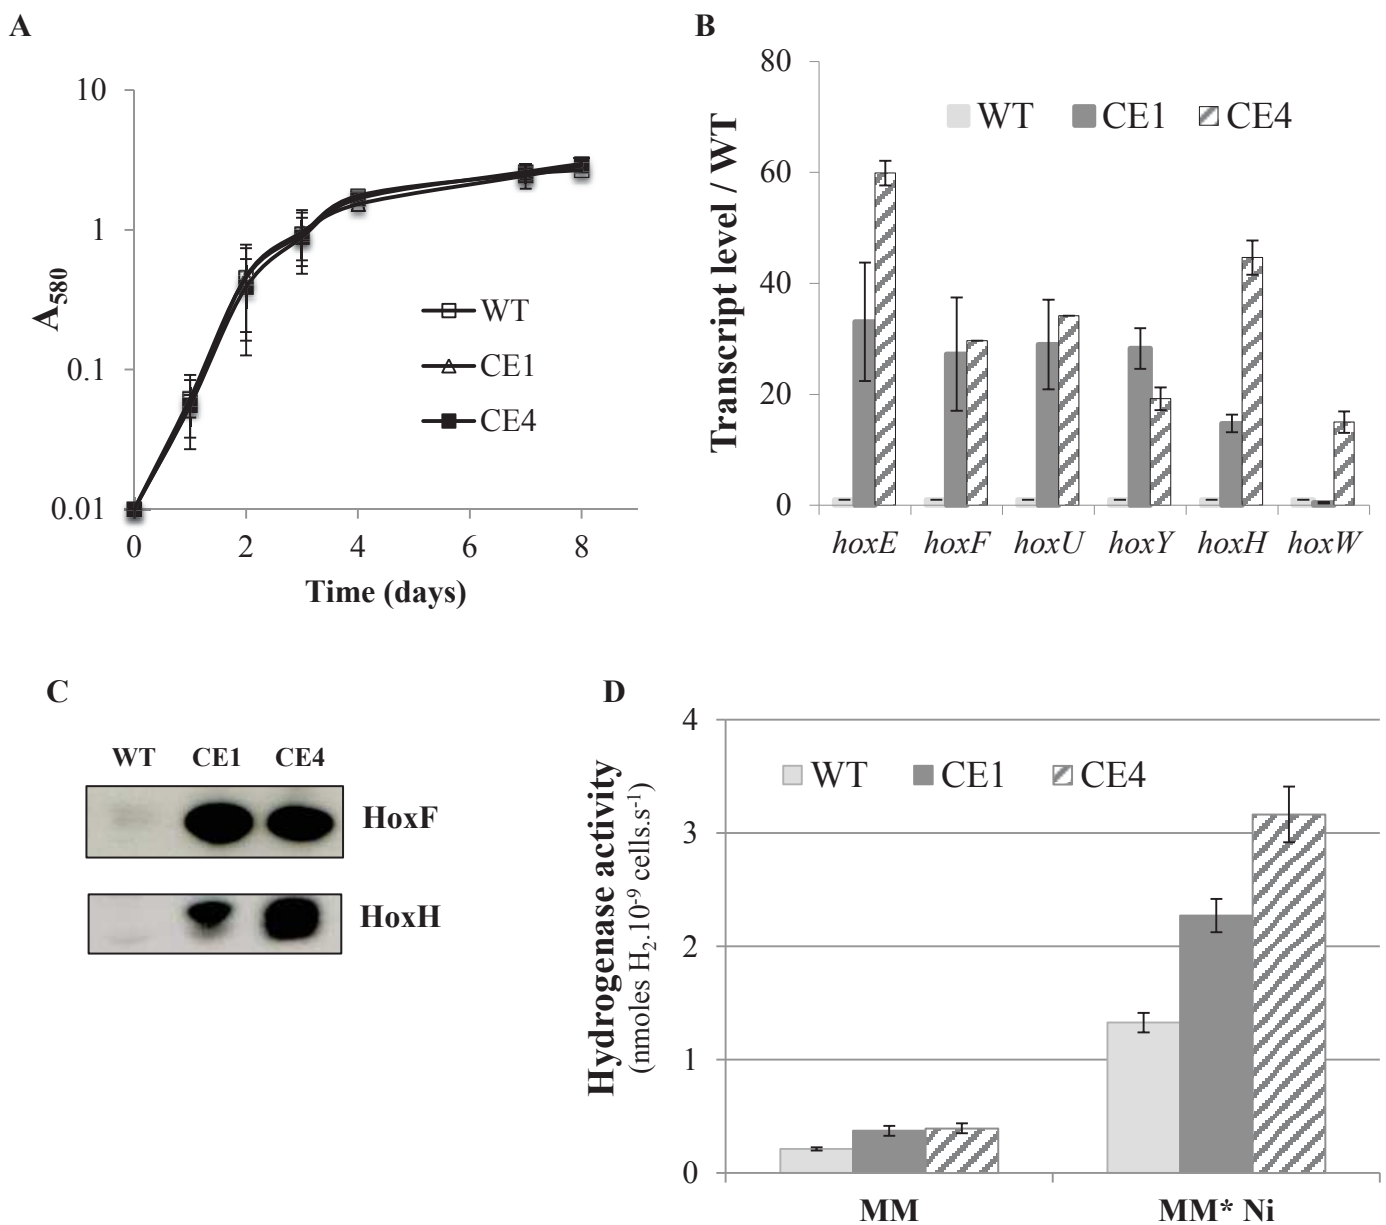 A
10
1
0.1
0.01
A580
0 2 4 6 8
Time (days)
WT
CE1
CE4
B
80
60
40
20
0
Transcript level / WT
WT CE1 CE4
hoxE hoxF hoxU hoxY hoxH hoxW
C
WT CE1 CE4
HoxF
HoxH
D
4
3
2
1
0
Hydrogenase activity
(nmoles H2.10-9 cells.s-1)
WT CE1 CE4
MM MM* Ni